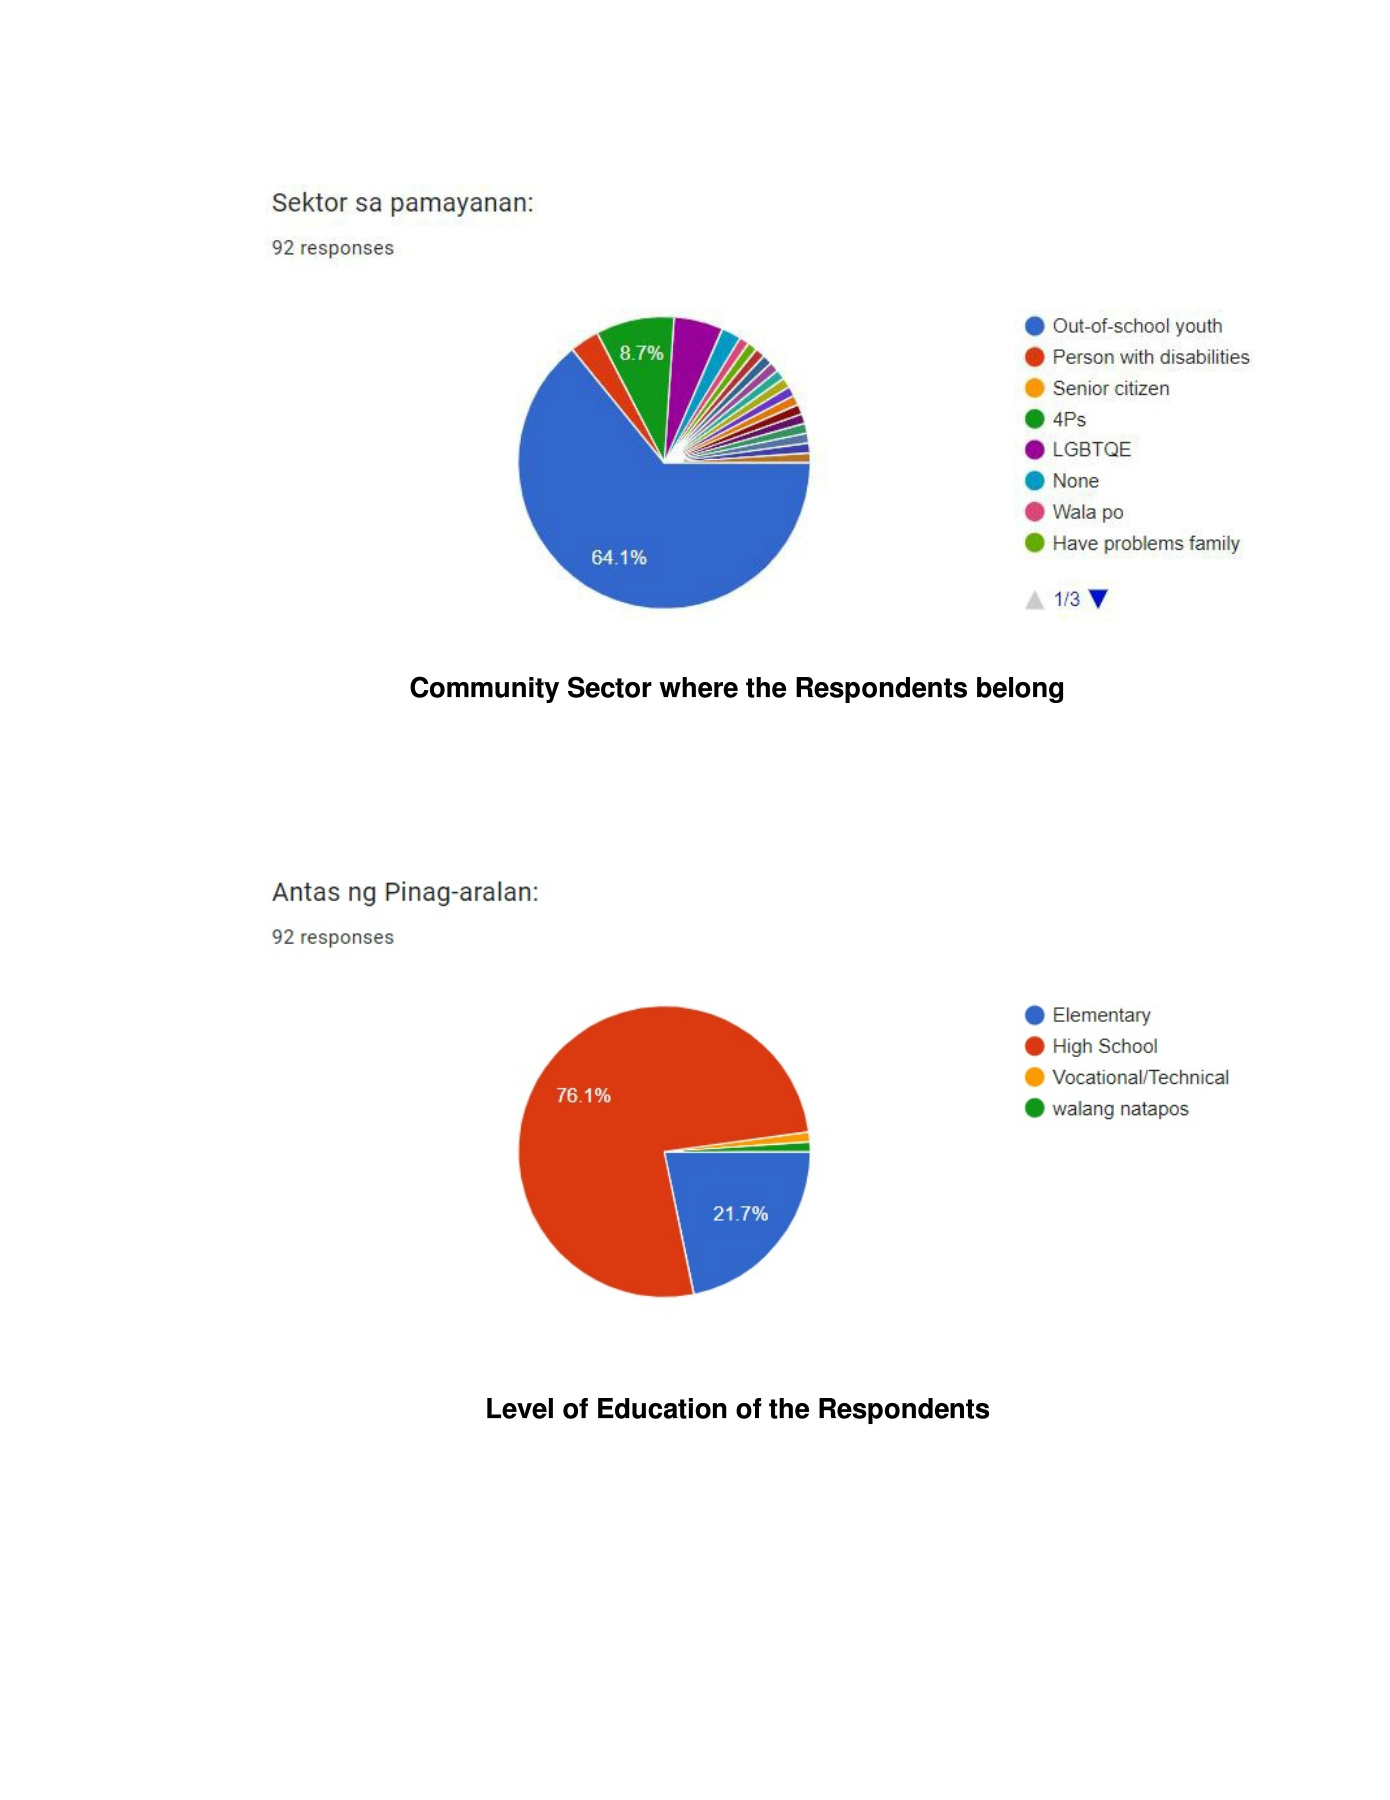 Sektor sa pamayanan:
92 responses
8.7%
64.1%
Out-of-school youth
Person with disabilities
Senior citizen
4Ps
LGBTQE
None
Wala po
Have problems family
1/3
Community Sector where the Respondents belong
Antas ng Pinag-aralan:
92 responses
76.1%
21.7%
Elementary
High School
Vocational/Technical
walang natapos
Level of Education of the Respondents